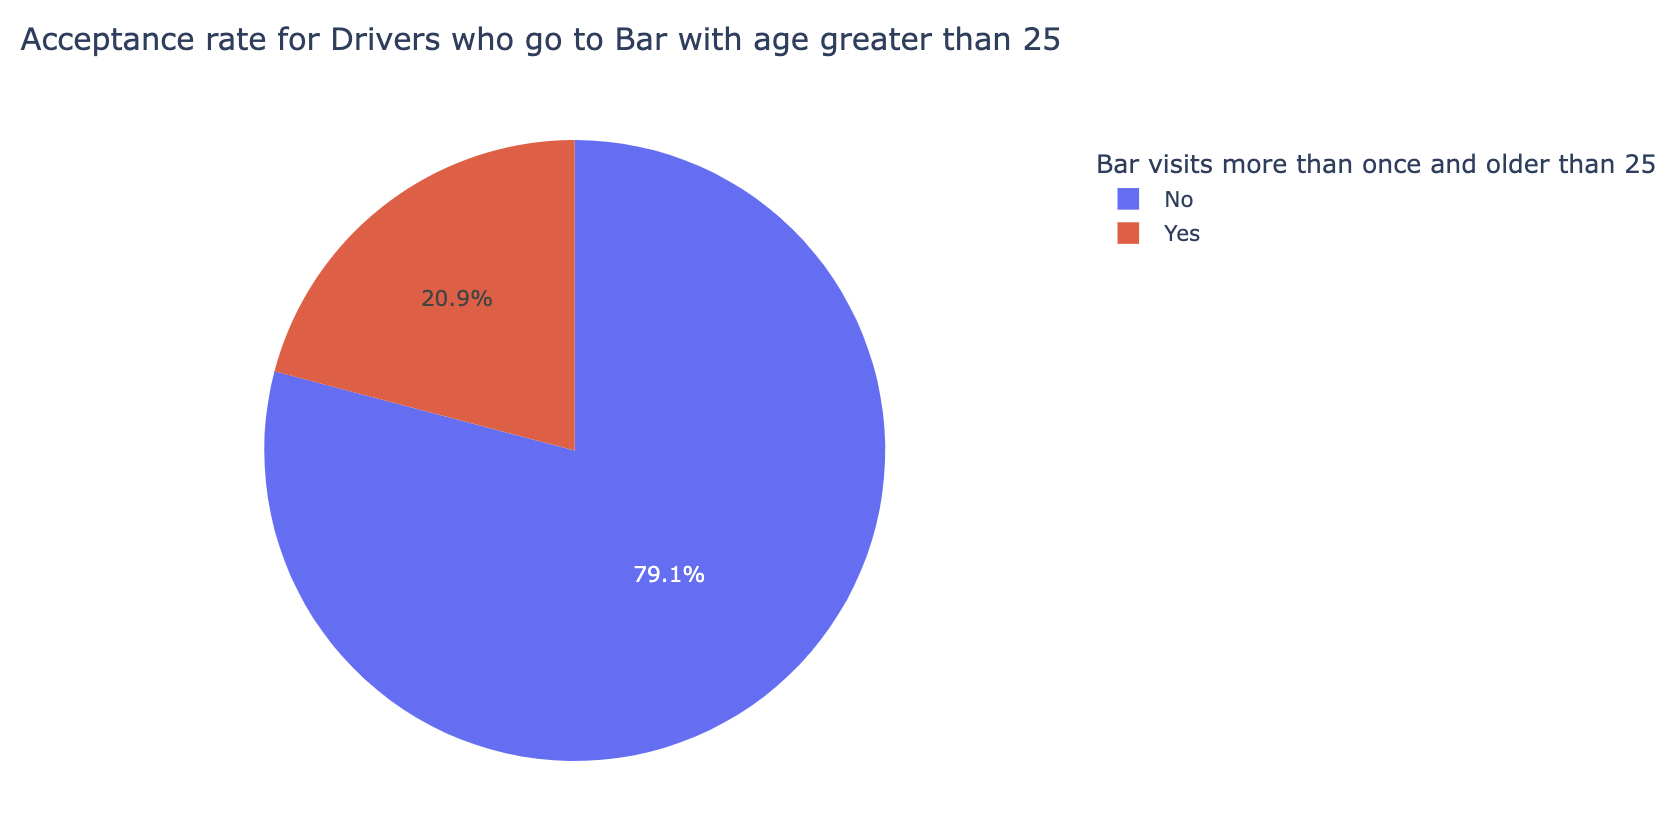 Acceptance rate for Drivers who go to Bar with age greater than 25
Bar visits more than once and older than 25
No
Yes
20.9%
79.1%